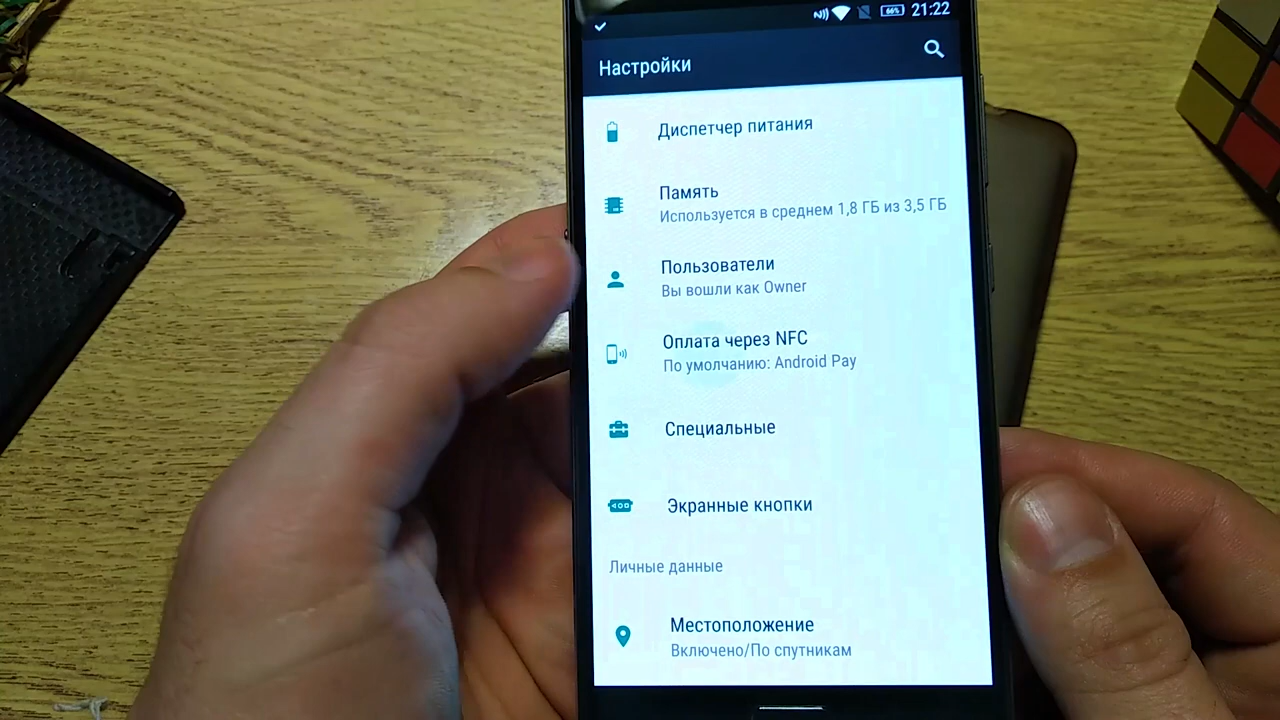 66% 21:22
Настройки
Диспетчер питания
Память
Используется в среднем 1,8 ГБ из 3,5 ГБ
Пользователи
Вы вошли как Owner
Оплата через NFC
По умолчанию: Android Pay
Специальные
Экранные кнопки
Личные данные
Местоположение
Включено/По спутникам